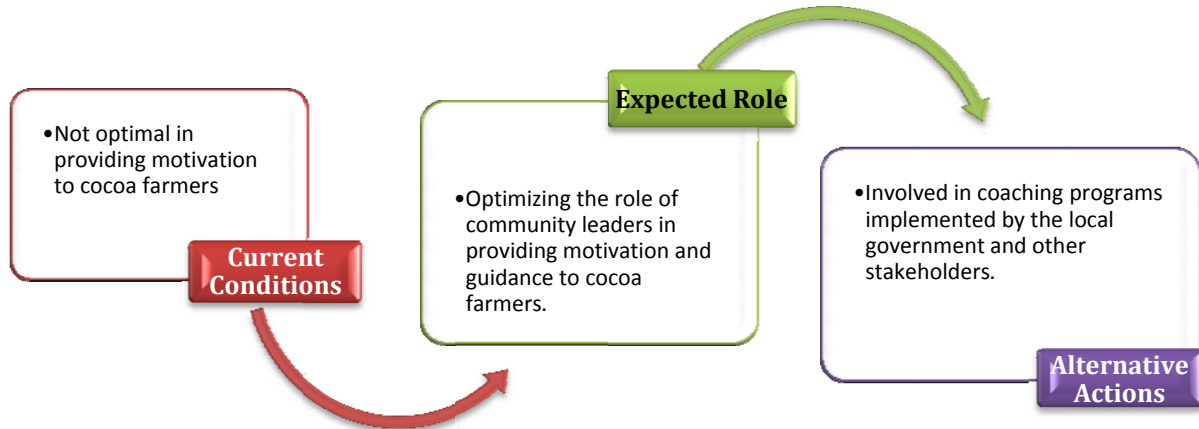 •Not optimal in
providing motivation
to cocoa farmers
Current
Conditions
Expected Role
•Optimizing the role of
community leaders in
providing motivation and
guidance to cocoa
farmers.
•Involved in coaching programs
implemented by the local
government and other
stakeholders.
Alternative
Actions